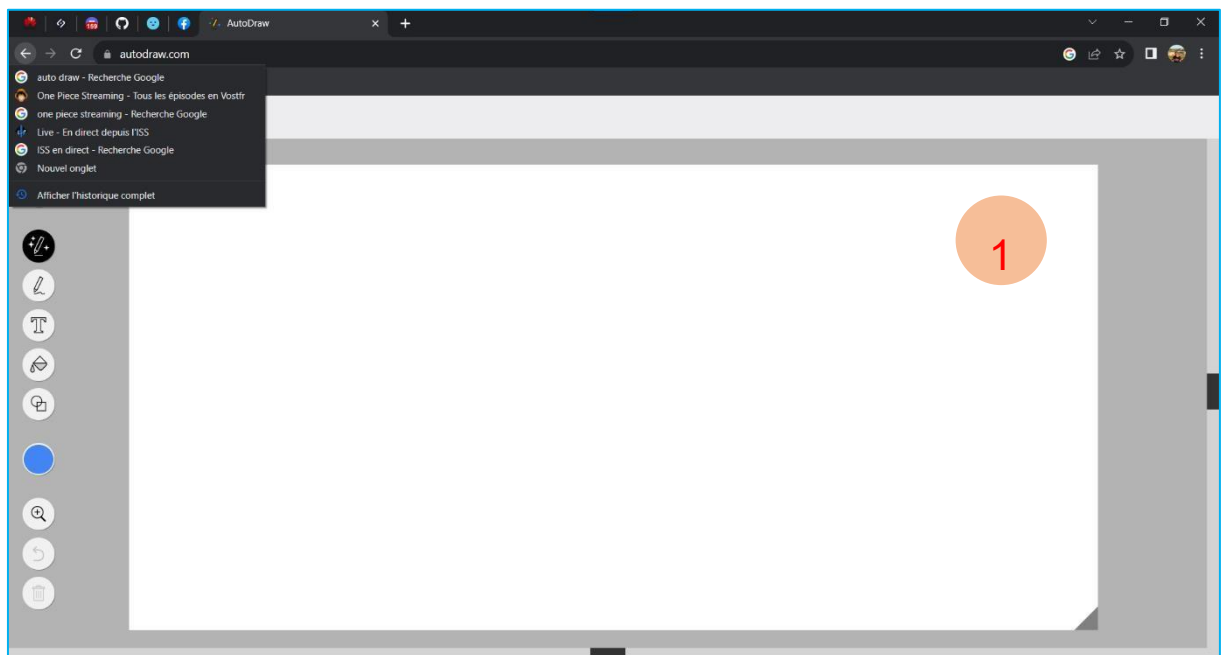 AutoDraw
autodraw.com
auto draw - Recherche Google
One Piece Streaming - Tous les épisodes en Vostfr
one piece streaming - Recherche Google
Live - En direct depuis l'ISS
ISS en direct - Recherche Google
Nouvel onglet
Afficher l'historique complet
1
T